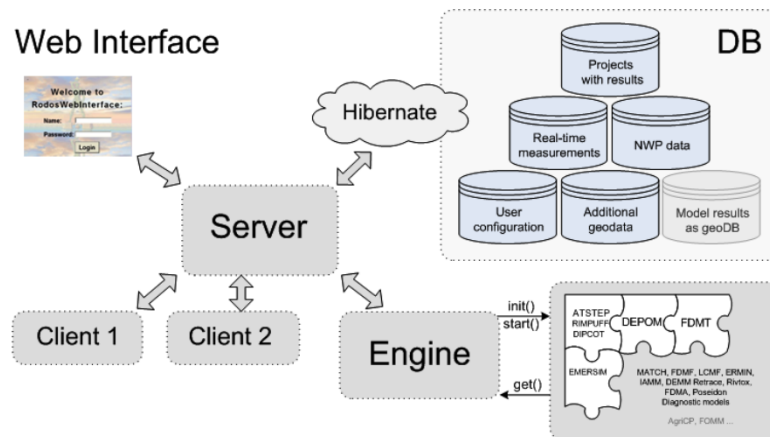 Web Interface
DB
Welcome to
RodosWebInterface:
Name:
Password:
Login
Hibernate
Projects
with results
Real-time
measurements
NWP data
User
configuration
Additional
geodata
Model results
as geoDB
Server
Client 1
Client 2
Engine
init()
start()
get()
ATSTEP
RIMPUFF
DIPCOT
DEPOM
FDMT
EMERSIM
MATCH, FDMF, LCMF, ERMIN,
IAMM, DEMM Retrace, Rivtox,
FDMA, Poseidon
Diagnostic models
AgriCP, FOMM ...